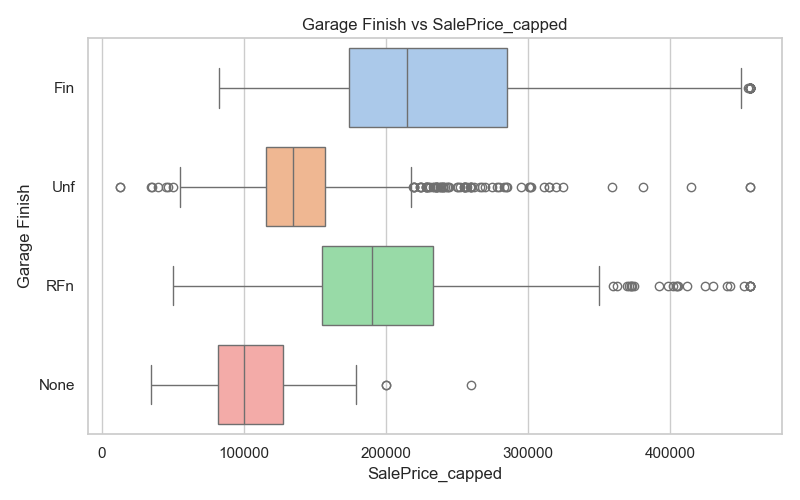 Garage Finish vs SalePrice_capped
Garage Finish
Fin
Unf
RFn
None
0 100000 200000 300000 400000
SalePrice_capped